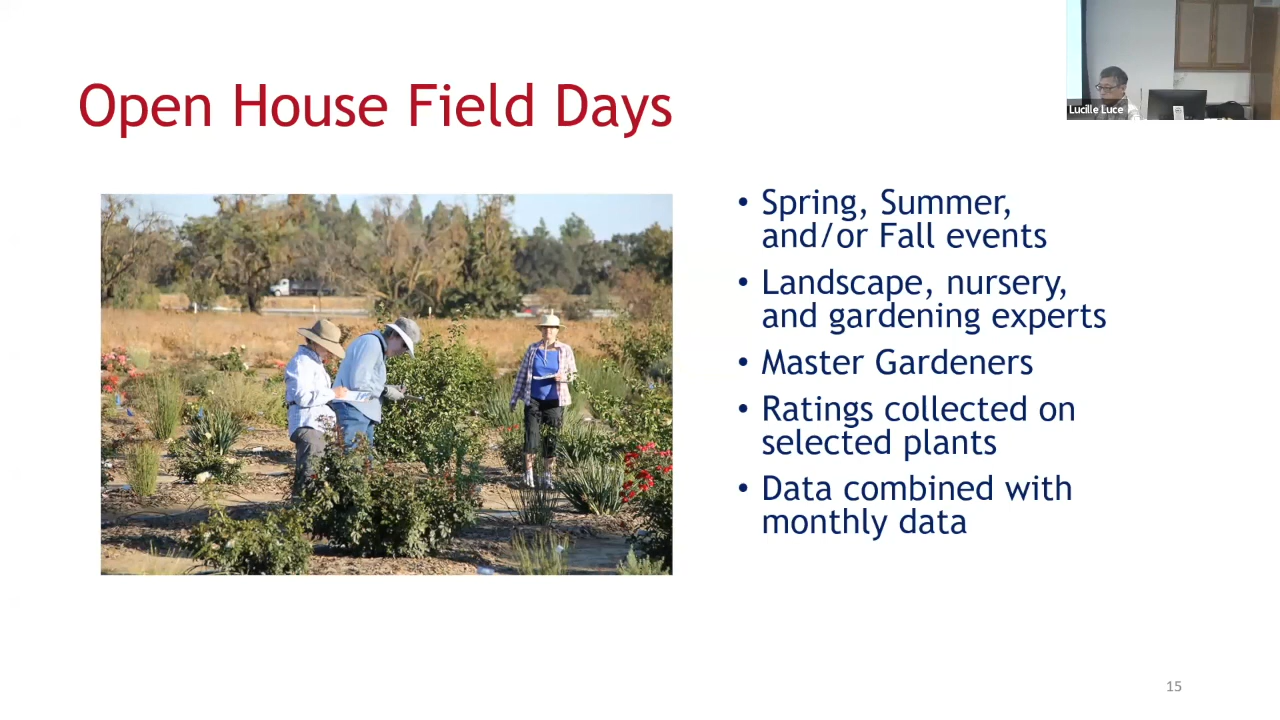 Open House Field Days
Lucille Luce
• Spring, Summer,
and/or Fall events
• Landscape, nursery,
and gardening experts
• Master Gardeners
• Ratings collected on
selected plants
• Data combined with
monthly data
15